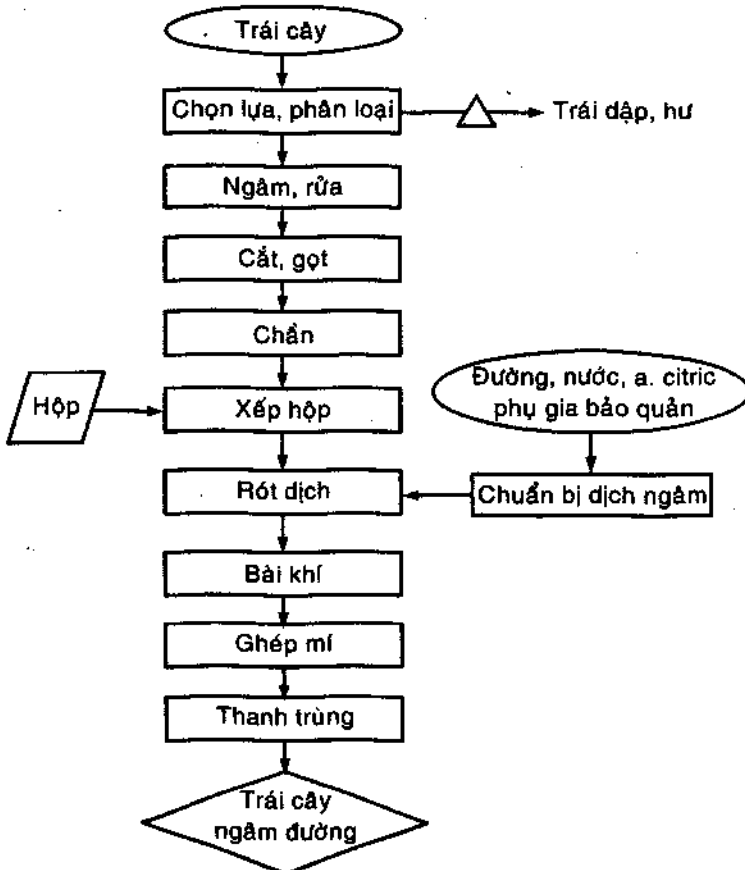 Trái cây
Chọn lựa, phân loại
Trái dập, hư
Ngâm, rửa
Cắt, gọt
Chần
Hộp
Xếp hộp
Đường, nước, a. citric
phụ gia bảo quản
Rót dịch
Chuẩn bị dịch ngâm
Bài khí
Ghép mí
Thanh trùng
Trái cây
ngâm đường